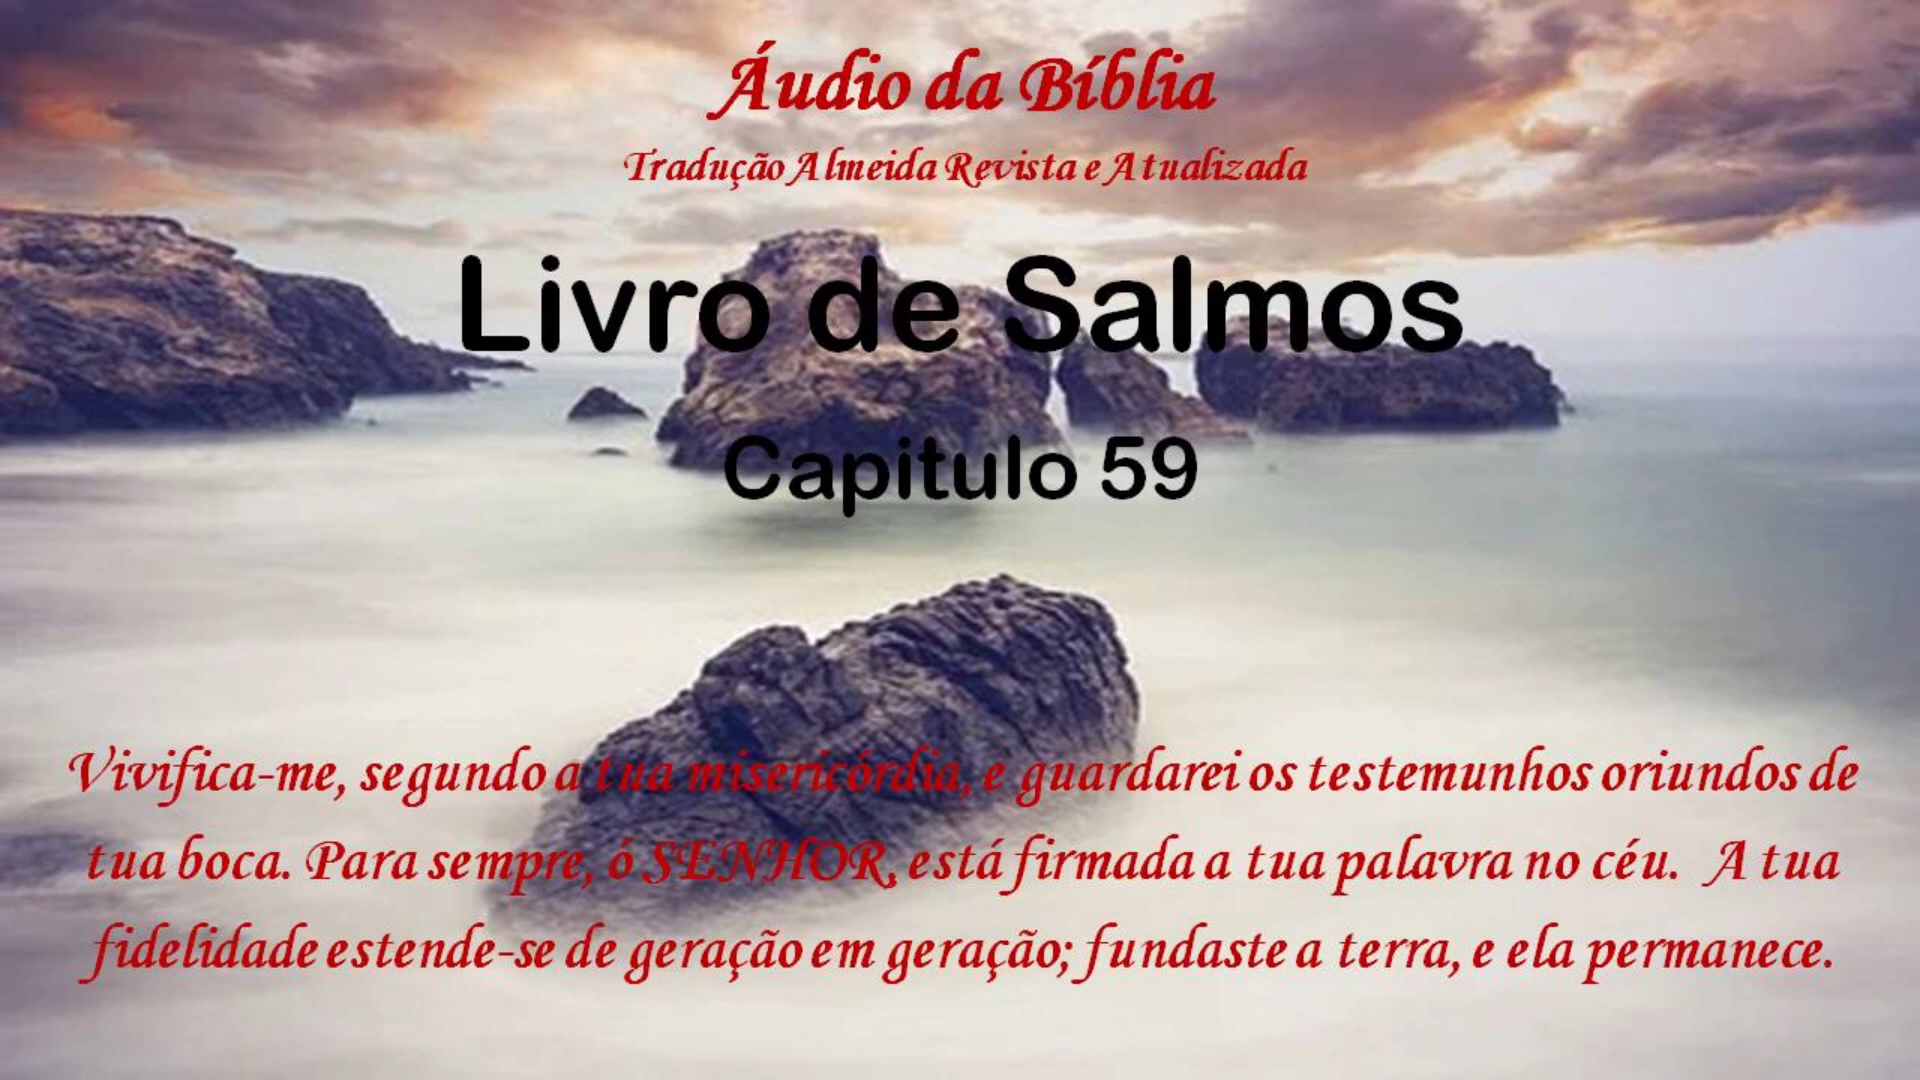 Áudio da Bíblia
Tradução Almeida Revista e Atualizada
Livro de Salmos
Capitulo 59
Vivifica-me, segundo a tua misericórdia, e guardarei os testemunhos oriundos de
tua boca. Para sempre, ó SENHOR, está firmada a tua palavra no céu. A tua
fidelidade estende-se de geração em geração; fundaste a terra, e ela permanece.